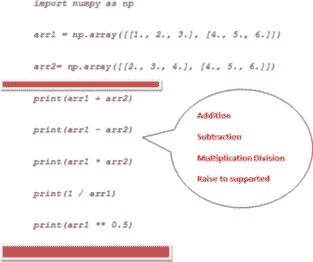 import numpy as np
arr1 = np.array([[1., 2., 3.], [4., 5., 6.]])
arr2= np.array([[2., 3., 4.], [4., 5., 6.]])
print(arr1 + arr2)
print(arr1 - arr2)
print(arr1 * arr2)
print(1 / arr1)
print(arr1 ** 0.5)
Addition
Subtraction
Multiplication Division
Raise to supported